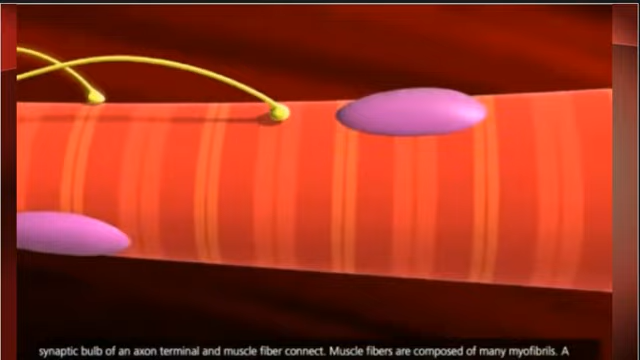 synaptic bulb of an axon terminal and muscle fiber connect. Muscle fibers are composed of many myofibrils. A